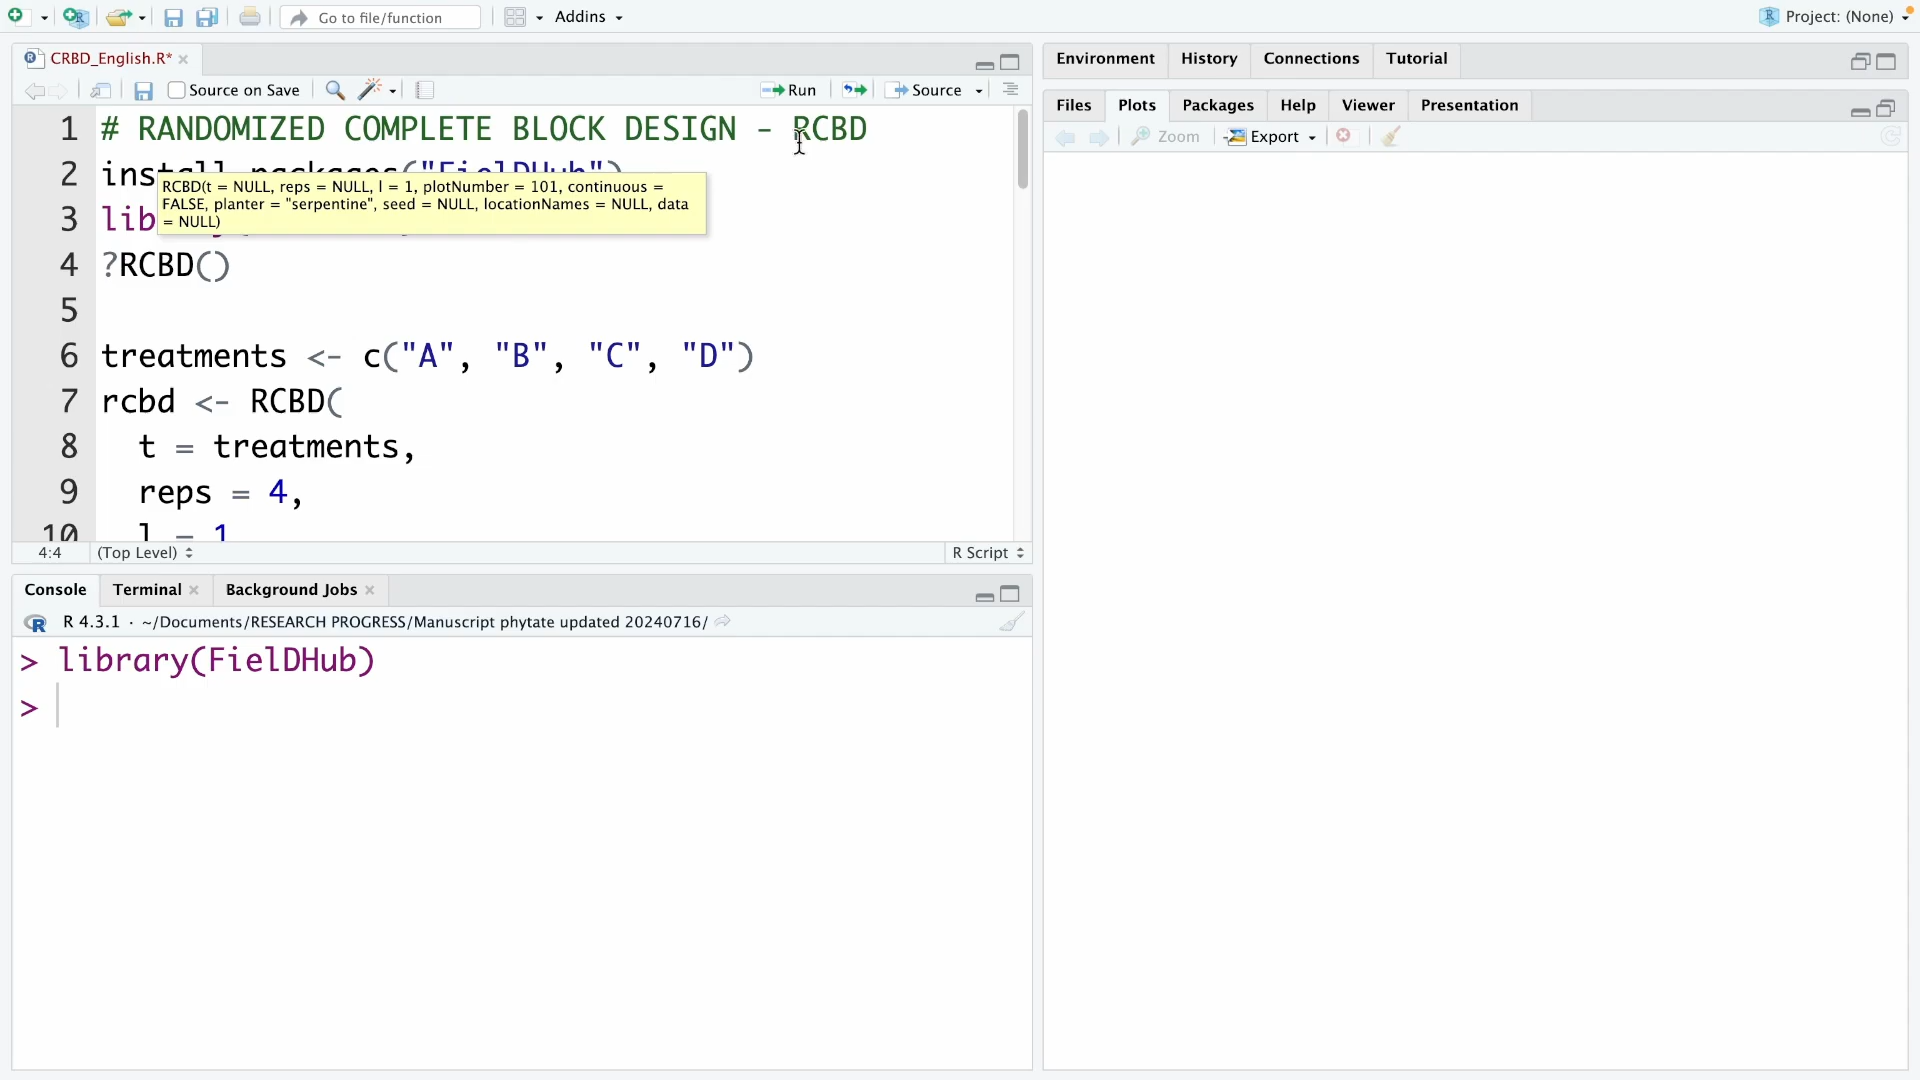 Go to file/function
Addins
Project: (None)
CRBD_English.R*
Source on Save
Run
Source
1 # RANDOMIZED COMPLETE BLOCK DESIGN - RCBD
2 install.packages("FielDHub")
RCBD(t = NULL, reps = NULL, l = 1, plotNumber = 101, continuous =
FALSE, planter = "serpentine", seed = NULL, locationNames = NULL, data
= NULL)
3 lib
4 ?RCBD()
5
6 treatments <- c("A", "B", "C", "D")
7 rcbd <- RCBD(
8 t = treatments,
9 reps = 4,
10 l = 1
4:4 (Top Level) R Script
Console Terminal Background Jobs
R 4.3.1 · ~/Documents/RESEARCH PROGRESS/Manuscript phytate updated 20240716/
> library(FielDHub)
>
Environment History Connections Tutorial
Files Plots Packages Help Viewer Presentation
Zoom Export